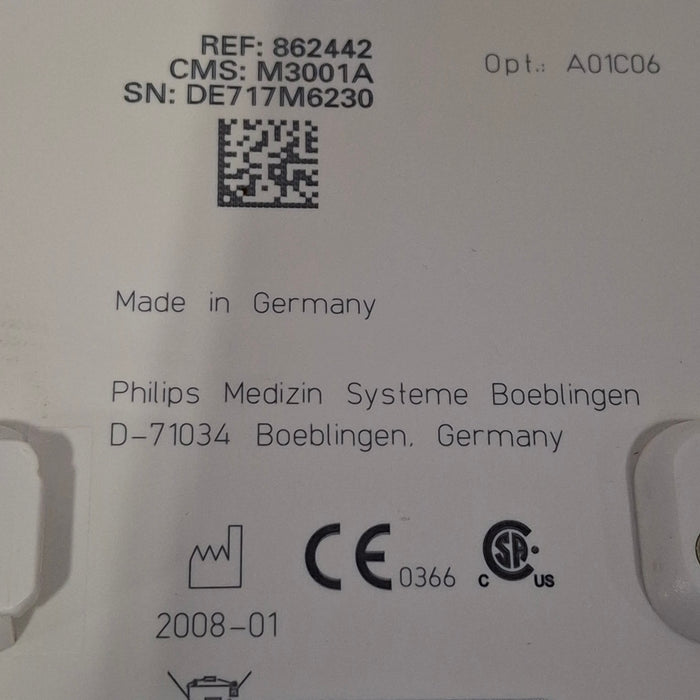 REF: 862442
CMS: M3001A
SN: DE717M6230
Opt.: A01C06
Made in Germany
Philips Medizin Systeme Boeblingen
D-71034 Boeblingen, Germany
CE 0366
C SA US
2008-01